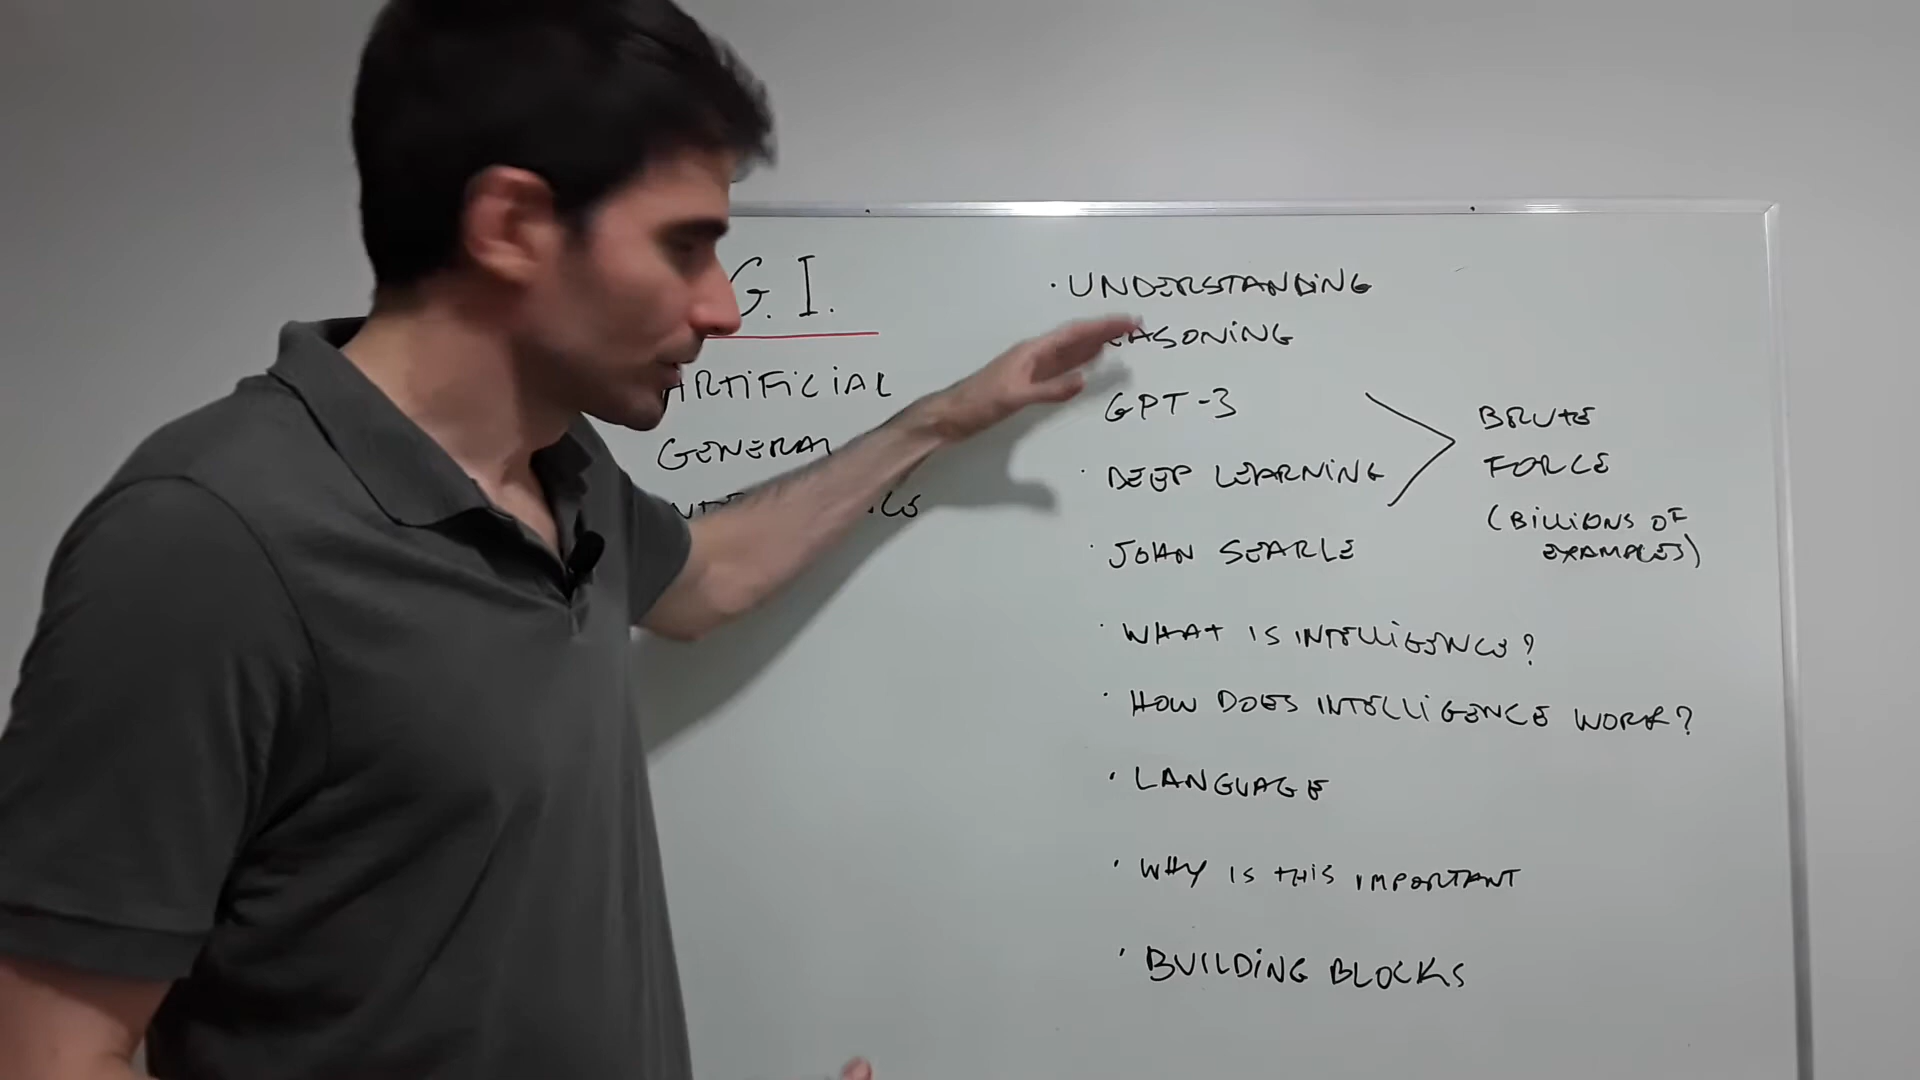 G. I.
ARTIFICIAL
GENERAL
· UNDERSTANDING
REASONING
GPT-3
· DEEP LEARNING
BRUTE
FORCE
(BILLIONS OF
EXAMPLES)
· JOHN SEARLE
· WHAT IS INTELLIGENCE?
· HOW DOES INTELLIGENCE WORK?
· LANGUAGE
· WHY IS THIS IMPORTANT
· BUILDING BLOCKS